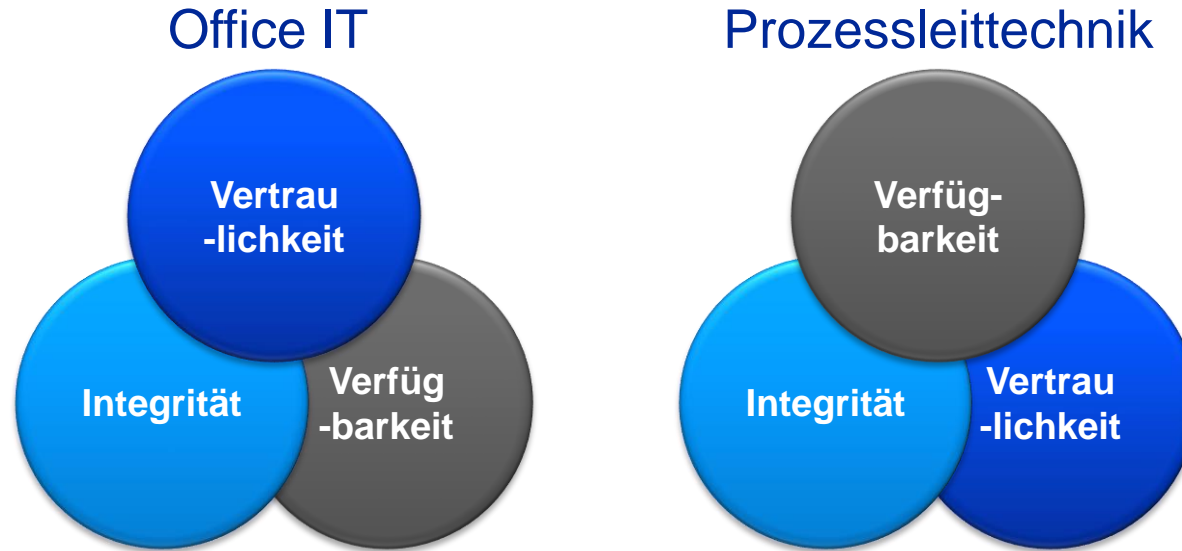 Office IT
Vertrau
-lichkeit
Integrität
Verfüg
-barkeit
Prozessleittechnik
Verfüg-
barkeit
Integrität
Vertrau
-lichkeit